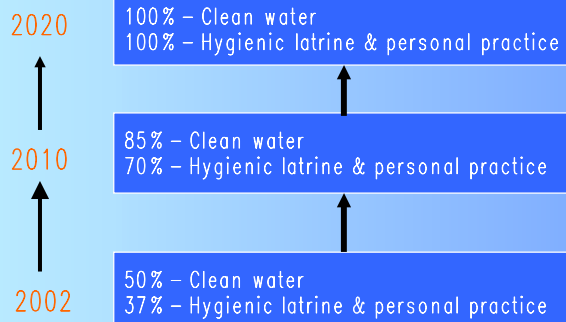 2020
100% – Clean water
100% – Hygienic latrine & personal practice
2010
85% – Clean water
70% – Hygienic latrine & personal practice
2002
50% – Clean water
37% – Hygienic latrine & personal practice